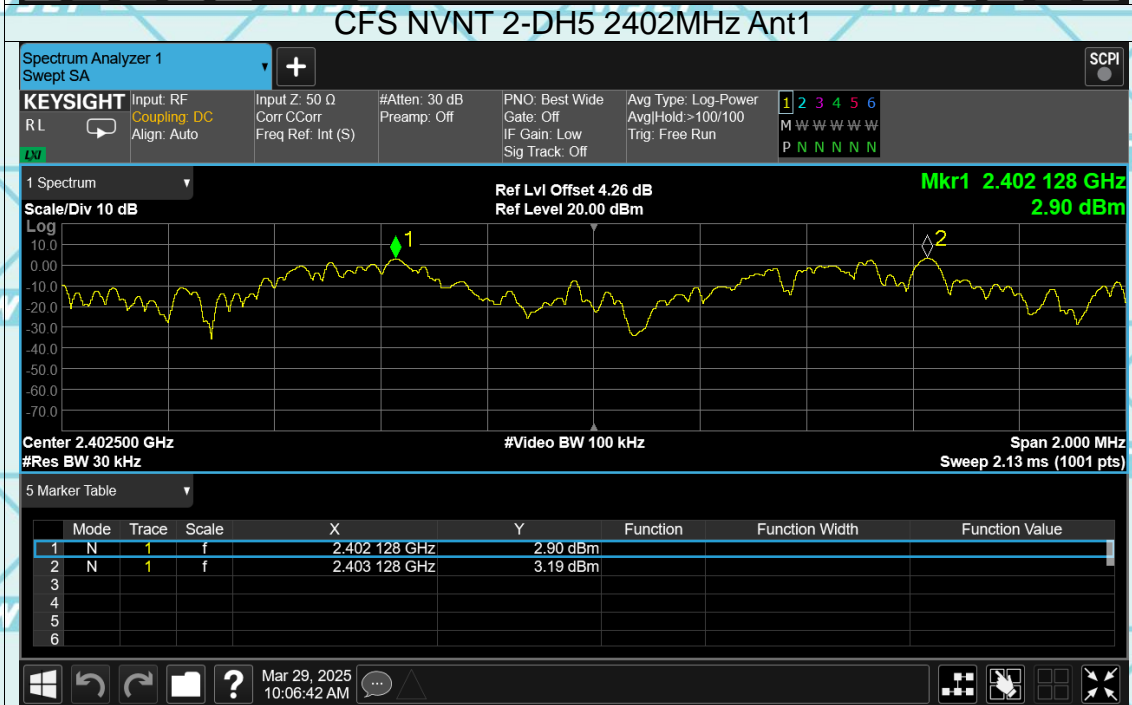 CFS NVNT 2-DH5 2402MHz Ant1
Spectrum Analyzer 1
Swept SA
+
SCPI
KEYSIGHT Input: RF Input Z: 50 Ω #Atten: 30 dB PNO: Best Wide Avg Type: Log-Power 1 2 3 4 5 6
R L Coupling: DC Corr CCorr Preamp: Off Gate: Off Avg|Hold:>100/100 M W W W W W
Align: Auto Freq Ref: Int (S) IF Gain: Low Trig: Free Run
LXI Sig Track: Off P N N N N N N
1 Spectrum Ref Lvl Offset 4.26 dB Mkr1 2.402 128 GHz
Scale/Div 10 dB Ref Level 20.00 dBm 2.90 dBm
Log
1 2
10.0
0.00
-10.0
-20.0
-30.0
-40.0
-50.0
-60.0
-70.0
Center 2.402500 GHz #Video BW 100 kHz Span 2.000 MHz
#Res BW 30 kHz Sweep 2.13 ms (1001 pts)
5 Marker Table
Mode Trace Scale X Y Function Function Width Function Value
1 N 1 f 2.402 128 GHz 2.90 dBm
2 N 1 f 2.403 128 GHz 3.19 dBm
3
4
5
6
? Mar 29, 2025
10:06:42 AM